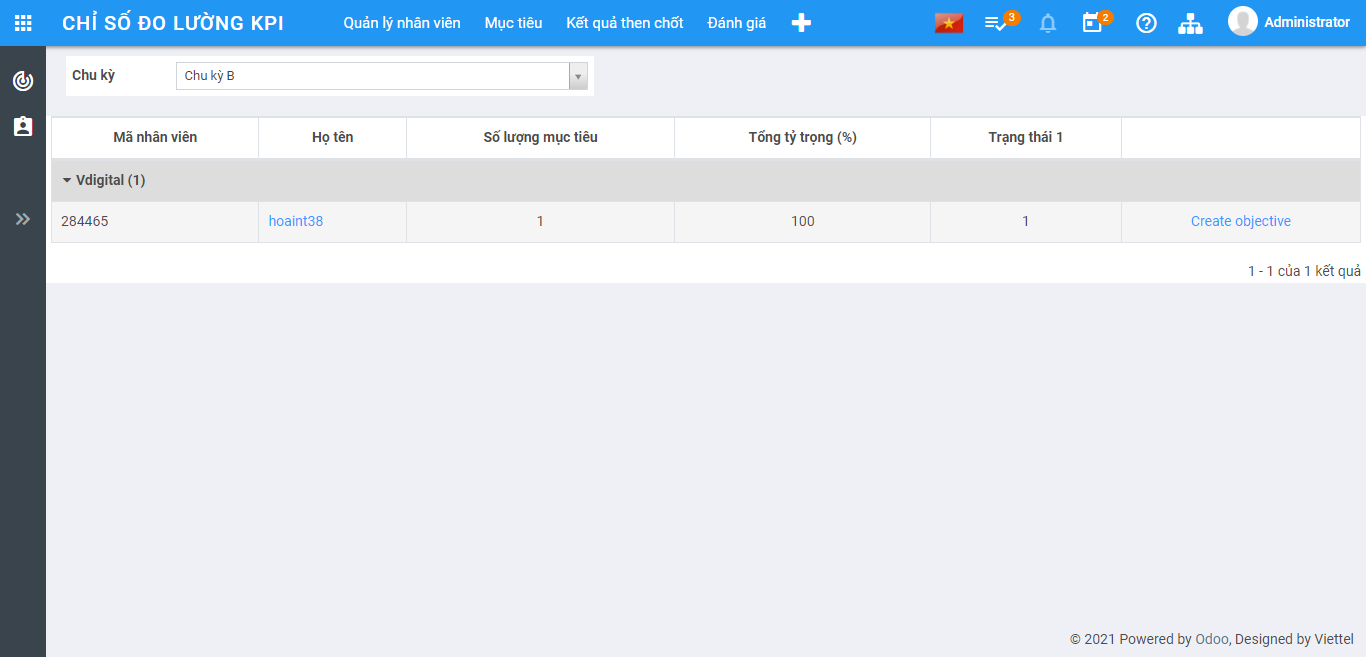 CHỈ SỐ ĐO LƯỜNG KPI Quản lý nhân viên Mục tiêu Kết quả then chốt Đánh giá 3 2 Administrator
Chu kỳ Chu kỳ B
Mã nhân viên Họ tên Số lượng mục tiêu Tổng tỷ trọng (%) Trạng thái 1
Vdigital (1)
284465 hoaint38 1 100 1 Create objective
1 - 1 của 1 kết quả
© 2021 Powered by Odoo, Designed by Viettel